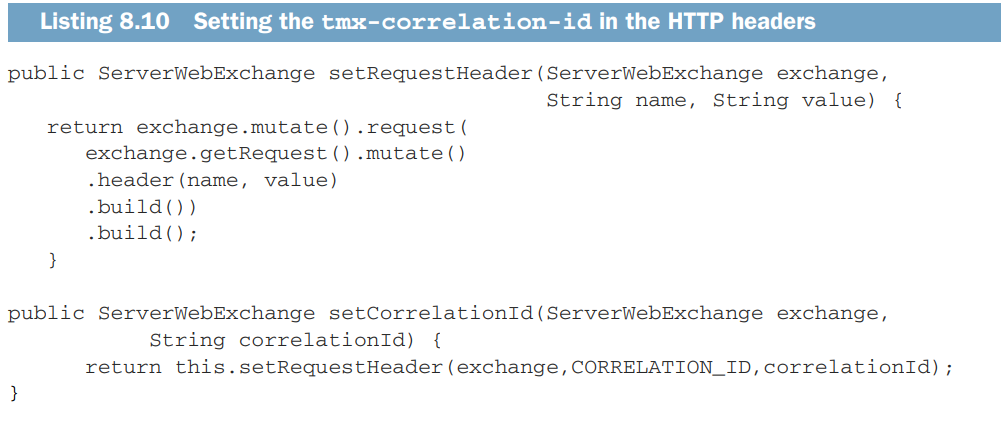 Listing 8.10 Setting the tmx-correlation-id in the HTTP headers
public ServerWebExchange setRequestHeader(ServerWebExchange exchange,
String name, String value) {
return exchange.mutate().request(
exchange.getRequest().mutate()
.header(name, value)
.build())
.build();
}
public ServerWebExchange setCorrelationId(ServerWebExchange exchange,
String correlationId) {
return this.setRequestHeader(exchange,CORRELATION_ID,correlationId);
}